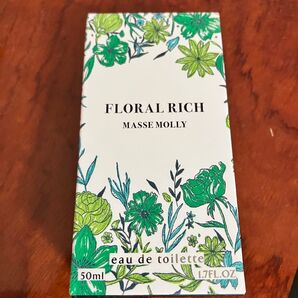 FLORAL RICH
MASSE MOLLY
eau de toilette
50ml 1.7FL.OZ